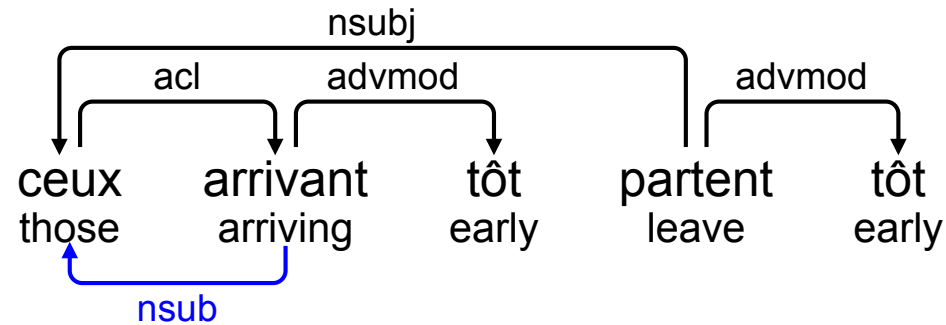 nsubj
acl advmod advmod
ceux arrivant tôt partent tôt
those arriving early leave early
nsub